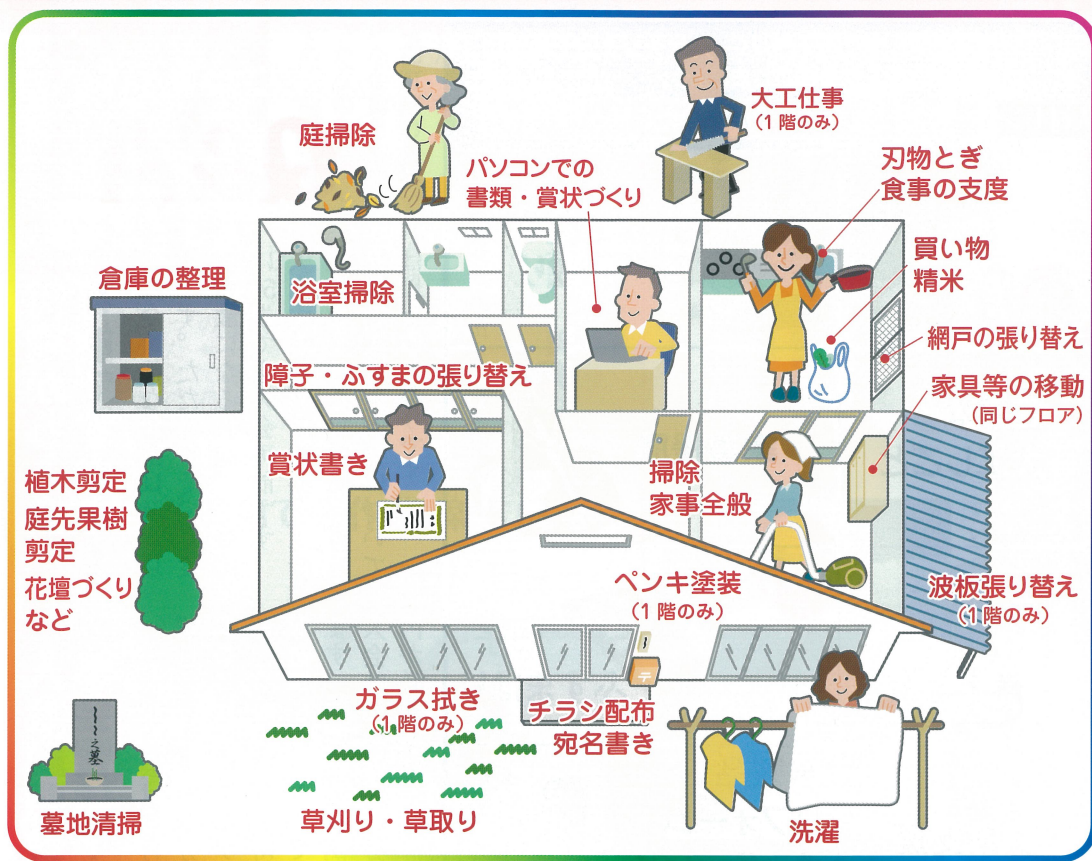 庭掃除
大工仕事
(1階のみ)
パソコンでの
書類・賞状づくり
刃物とぎ
食事の支度
買い物
精米
倉庫の整理
浴室掃除
網戸の張り替え
障子・ふすまの張り替え
家具等の移動
(同じフロア)
賞状書き
掃除
家事全般
植木剪定
庭先果樹
剪定
花壇づくり
など
ペンキ塗装
(1階のみ)
波板張り替え
(1階のみ)
ガラス拭き
(1階のみ)
チラシ配布
宛名書き
〒
之墓
墓地清掃
草刈り・草取り
洗濯